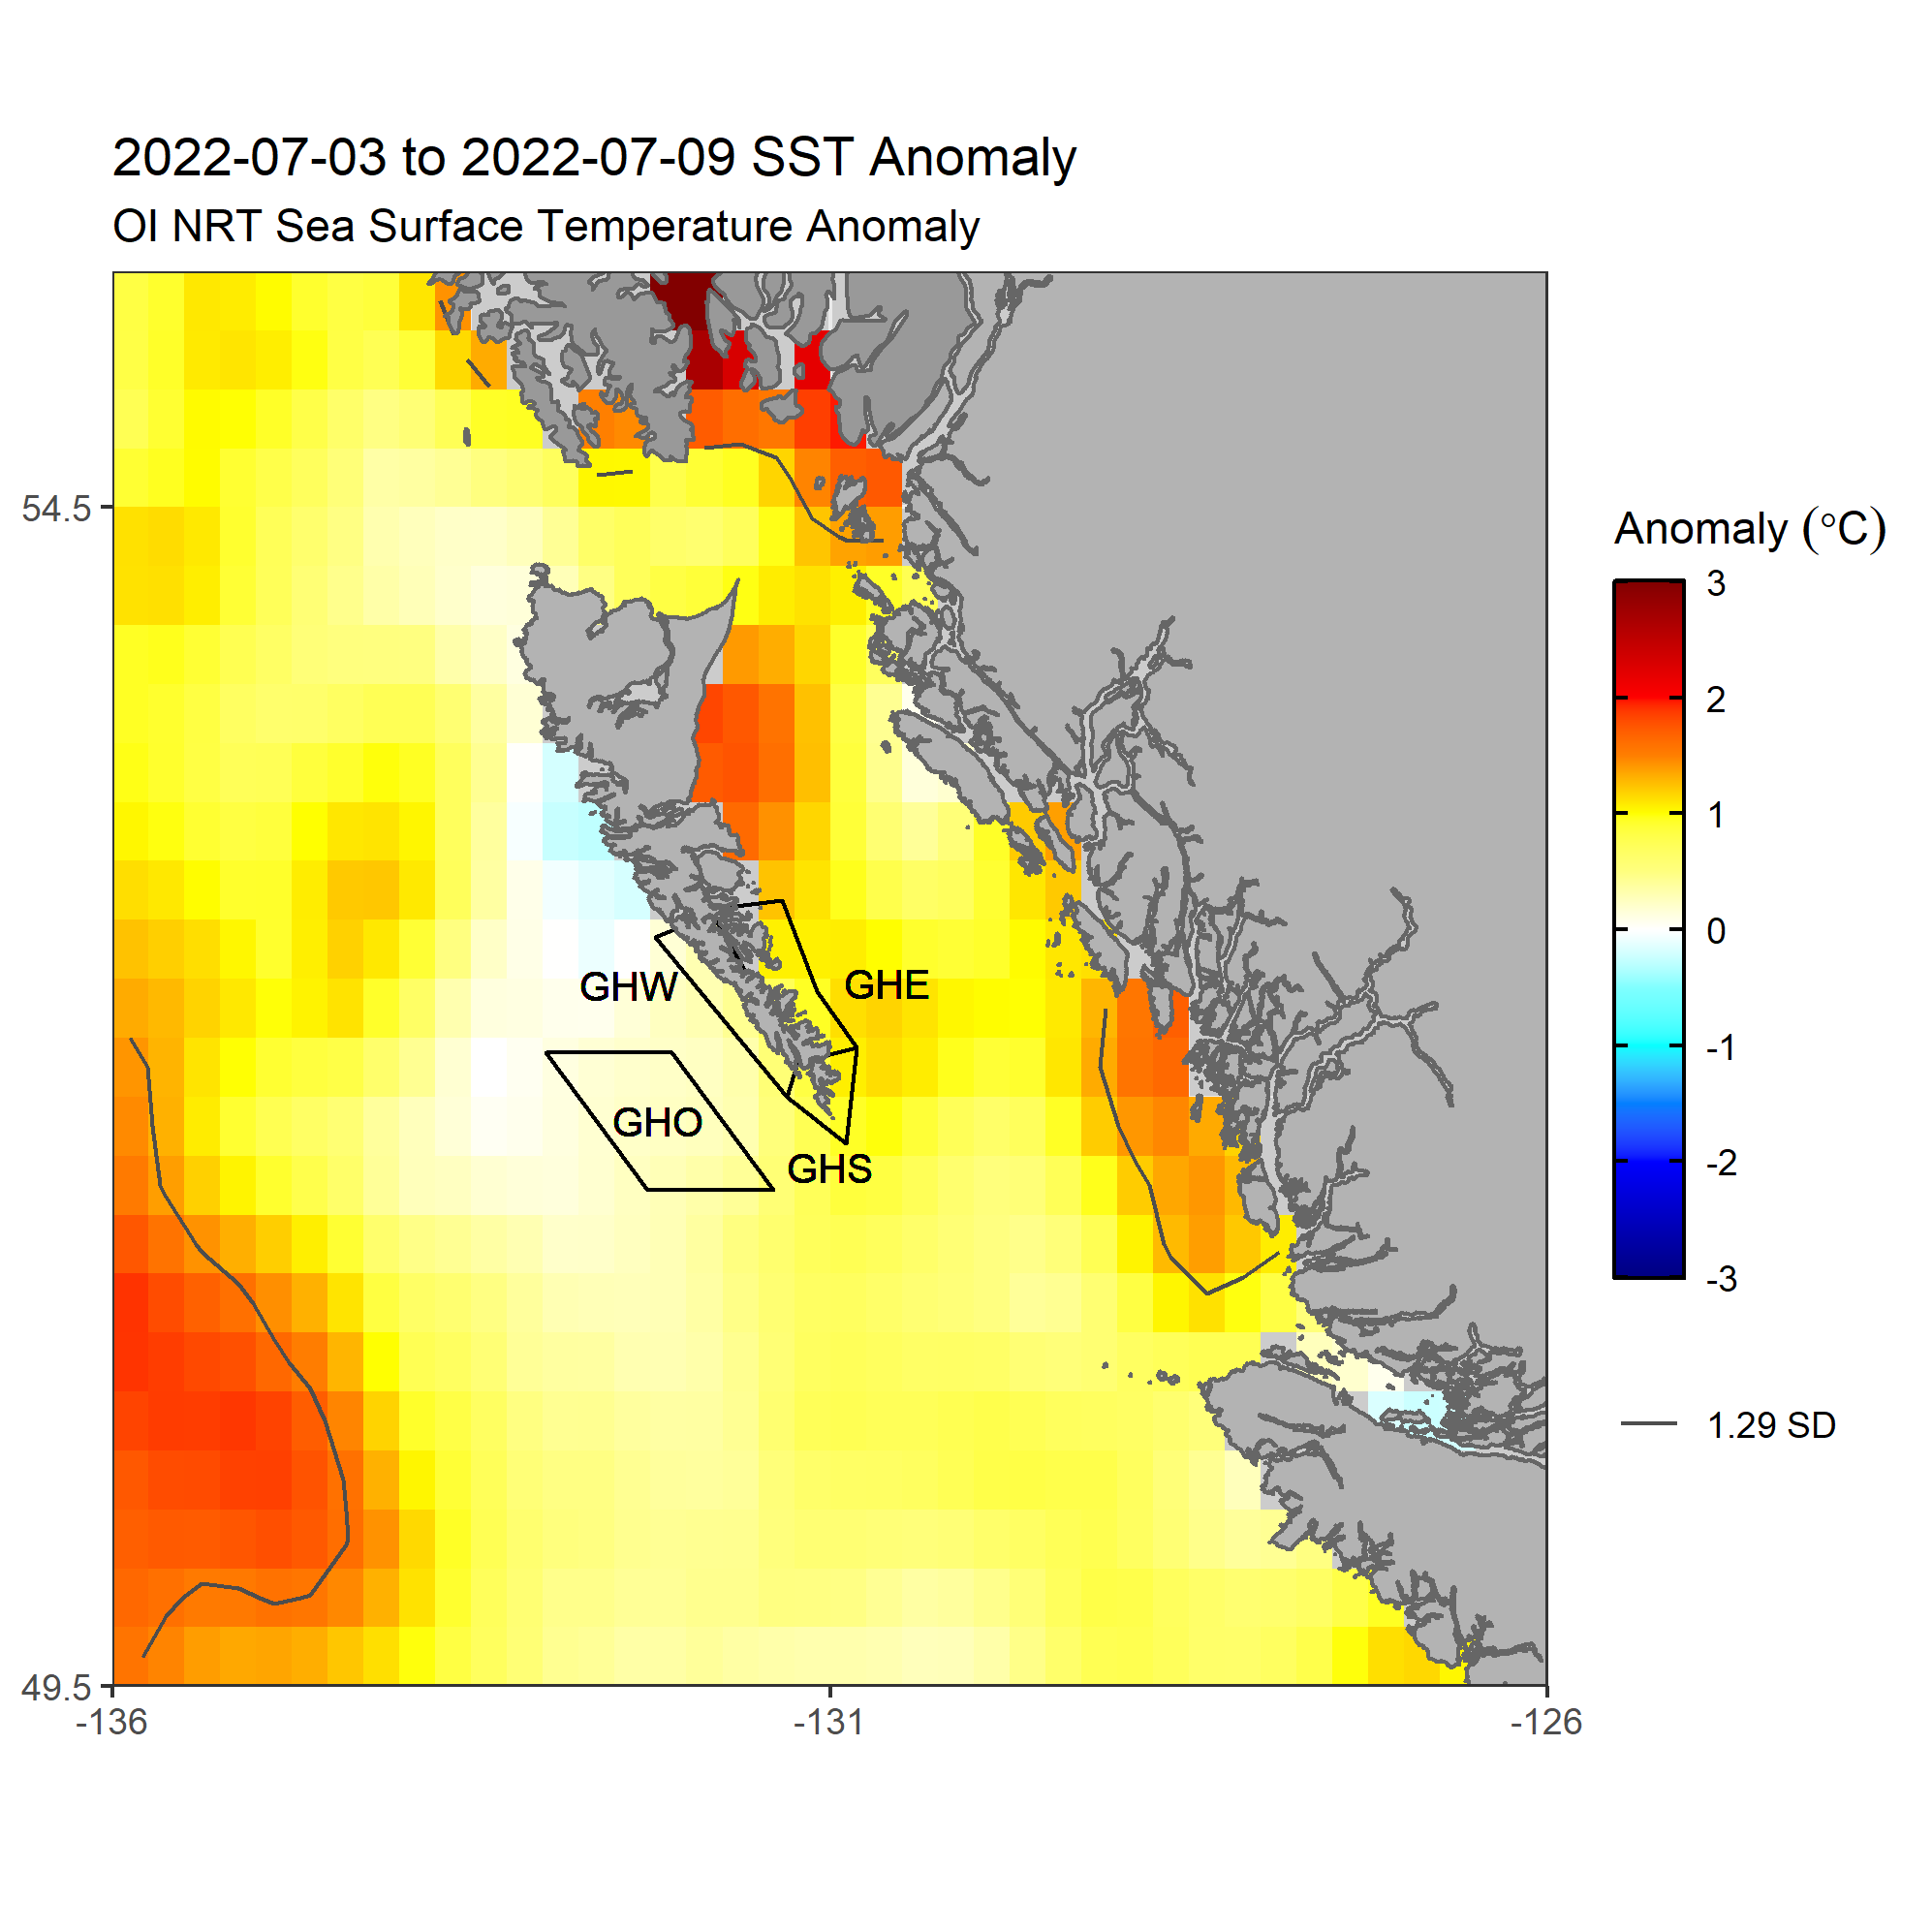 2022-07-03 to 2022-07-09 SST Anomaly
OI NRT Sea Surface Temperature Anomaly
54.5
49.5
-136
-131
-126
GHW
GHE
GHO
GHS
Anomaly (°C)
3
2
1
0
-1
-2
-3
1.29 SD